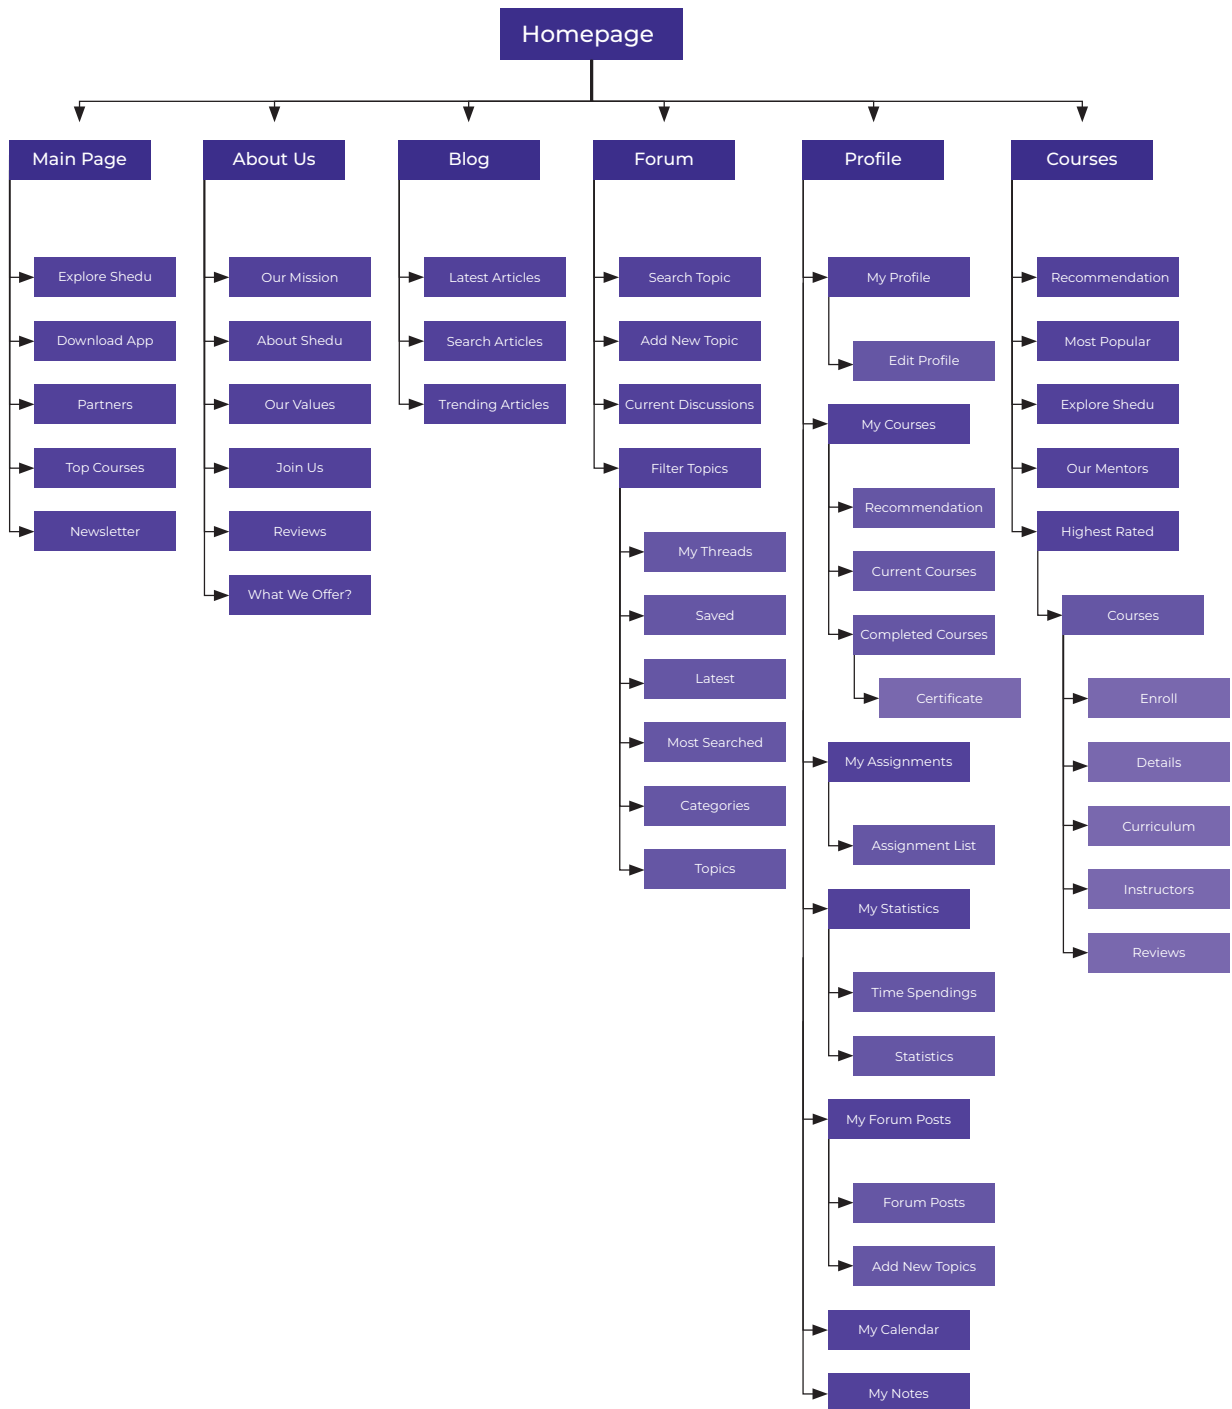 Homepage
Main Page
Explore Shedu
Download App
Partners
Top Courses
Newsletter
About Us
Our Mission
About Shedu
Our Values
Join Us
Reviews
What We Offer?
Blog
Latest Articles
Search Articles
Trending Articles
Forum
Search Topic
Add New Topic
Current Discussions
Filter Topics
My Threads
Saved
Latest
Most Searched
Categories
Topics
Profile
My Profile
Edit Profile
My Courses
Recommendation
Current Courses
Completed Courses
Certificate
My Assignments
Assignment List
My Statistics
Time Spendings
Statistics
My Forum Posts
Forum Posts
Add New Topics
My Calendar
My Notes
Courses
Recommendation
Most Popular
Explore Shedu
Our Mentors
Highest Rated
Courses
Enroll
Details
Curriculum
Instructors
Reviews